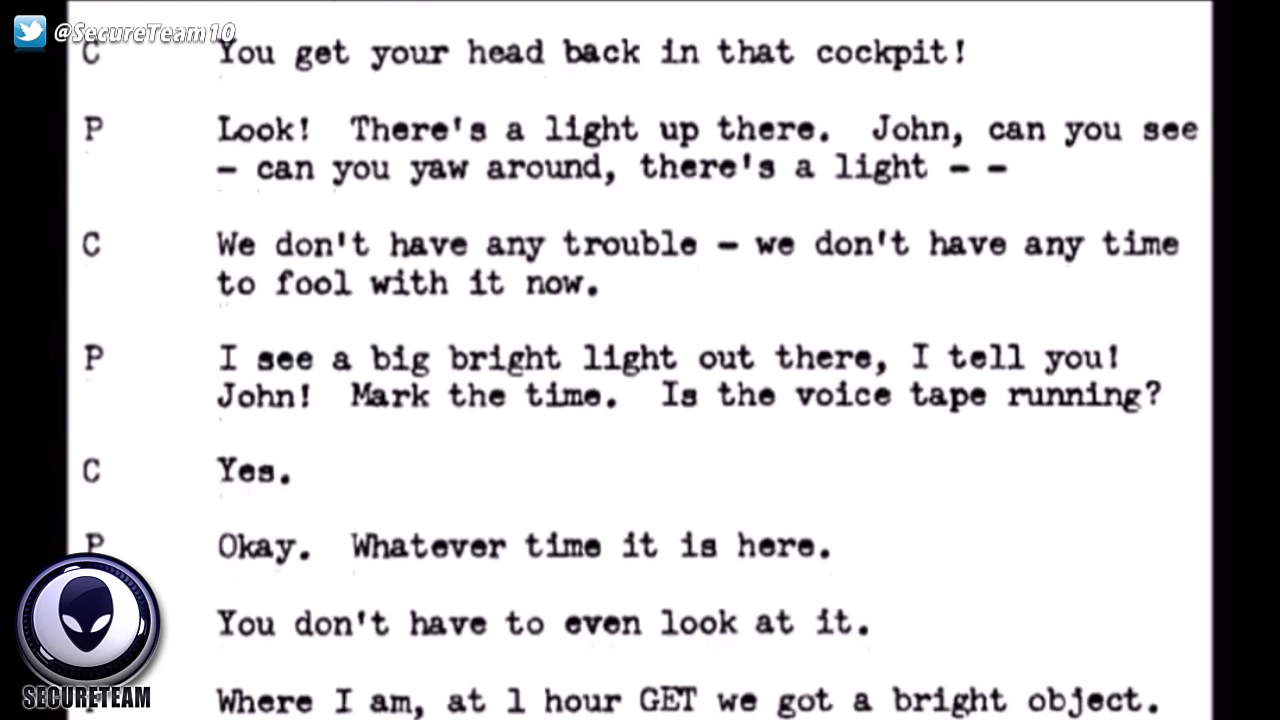 @SecureTeam10
C You get your head back in that cockpit!
P Look! There's a light up there. John, can you see
- can you yaw around, there's a light - -
C We don't have any trouble - we don't have any time
to fool with it now.
P I see a big bright light out there, I tell you!
John! Mark the time. Is the voice tape running?
C Yes.
P Okay. Whatever time it is here.
You don't have to even look at it.
Where I am, at 1 hour GET we got a bright object.
SECURETEAM